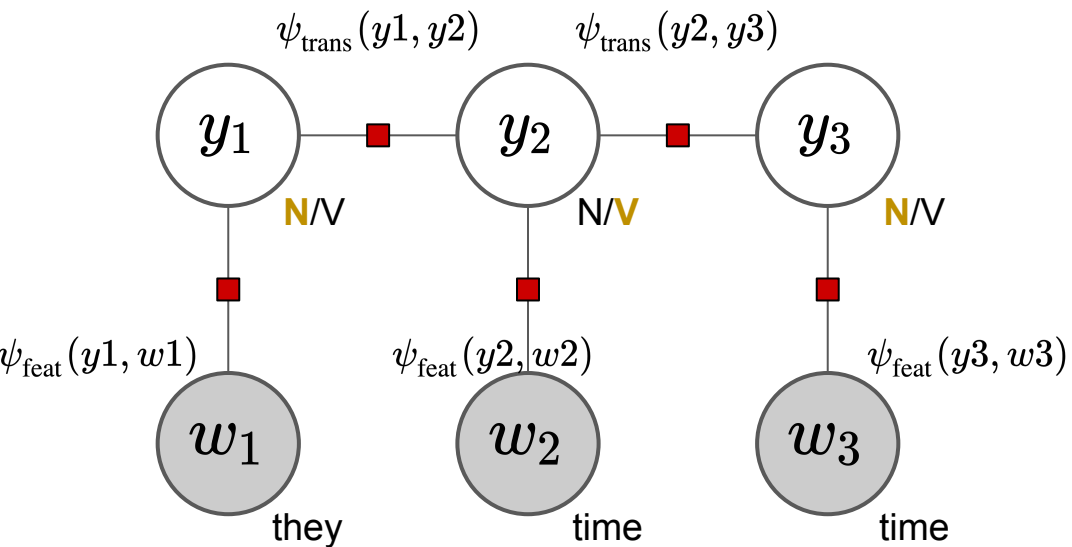 ψtrans(y1, y2) ψtrans(y2, y3)
y1 y2 y3
N/V N/V N/V
ψfeat(y1, w1) ψfeat(y2, w2) ψfeat(y3, w3)
w1 w2 w3
they time time